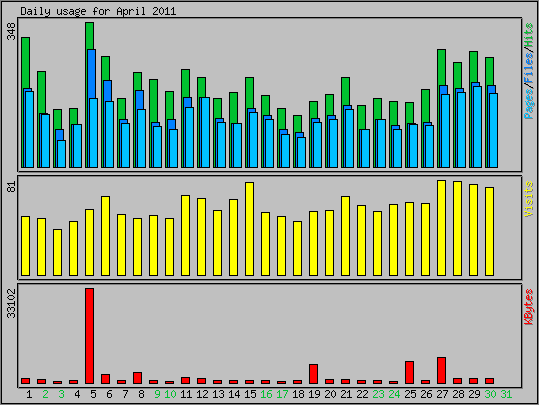 Daily usage for April 2011
348
Pages/Files/Hits
81
Visits
33102
KBytes
1 2 3 4 5 6 7 8 9 10 11 12 13 14 15 16 17 18 19 20 21 22 23 24 25 26 27 28 29 30 31